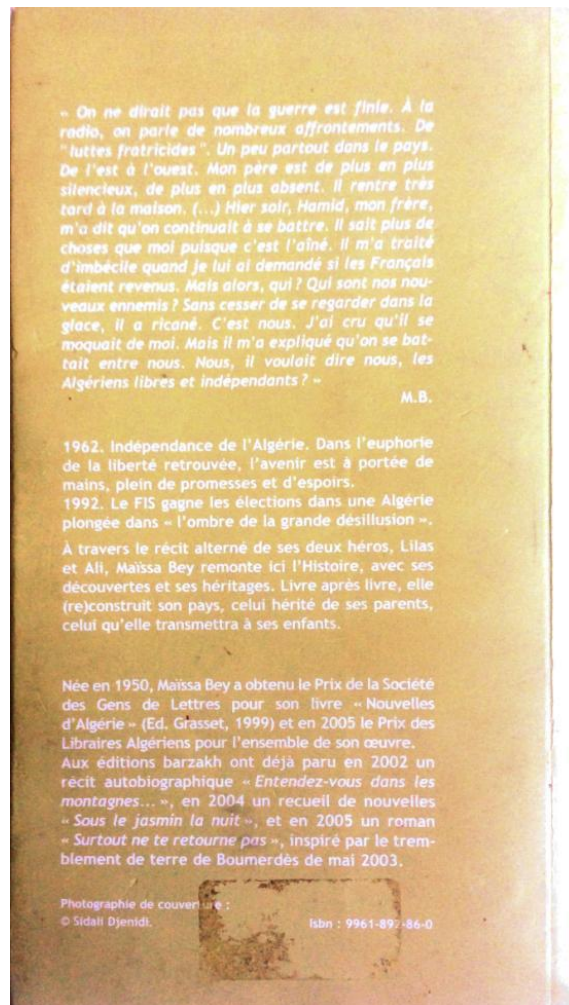 « On ne dirait pas que la guerre est finie. À la
radio, on parle de nombreux affrontements. De
"luttes fratricides". Un peu partout dans le pays.
De l'est à l'ouest. Mon père est de plus en plus
silencieux, de plus en plus absent. Il rentre très
tard à la maison. (...) Hier soir, Hamid, mon frère,
m'a dit qu'on continuait à se battre. Il sait plus de
choses que moi puisque c'est l'aîné. Il m'a traité
d'imbécile quand je lui ai demandé si les Français
étaient revenus. Mais alors, qui ? Qui sont nos nou-
veaux ennemis ? Sans cesser de se regarder dans la
glace, il a ricané. C'est nous. J'ai cru qu'il se
moquait de moi. Mais il m'a expliqué qu'on se bat-
tait entre nous. Nous, il voulait dire nous, les
Algériens libres et indépendants ? »
M.B.
1962. Indépendance de l'Algérie. Dans l'euphorie
de la liberté retrouvée, l'avenir est à portée de
mains, plein de promesses et d'espoirs.
1992. Le FIS gagne les élections dans une Algérie
plongée dans « l'ombre de la grande désillusion ».
À travers le récit alterné de ses deux héros, Lilas
et Ali, Maïssa Bey remonte ici l'Histoire, avec ses
découvertes et ses héritages. Livre après livre, elle
(re)construit son pays, celui hérité de ses parents,
celui qu'elle transmettra à ses enfants.
Née en 1950, Maïssa Bey a obtenu le Prix de la Société
des Gens de Lettres pour son livre « Nouvelles
d'Algérie » (Ed. Grasset, 1999) et en 2005 le Prix des
Libraires Algériens pour l'ensemble de son œuvre.
Aux éditions barzakh ont déjà paru en 2002 un
récit autobiographique « Entendez-vous dans les
montagnes... », en 2004 un recueil de nouvelles
« Sous le jasmin la nuit », et en 2005 un roman
« Surtout ne te retourne pas », inspiré par le trem-
blement de terre de Boumerdès de mai 2003.
Photographie de couverture :
© Sidali Djenidi.
Isbn : 9961-892-86-0